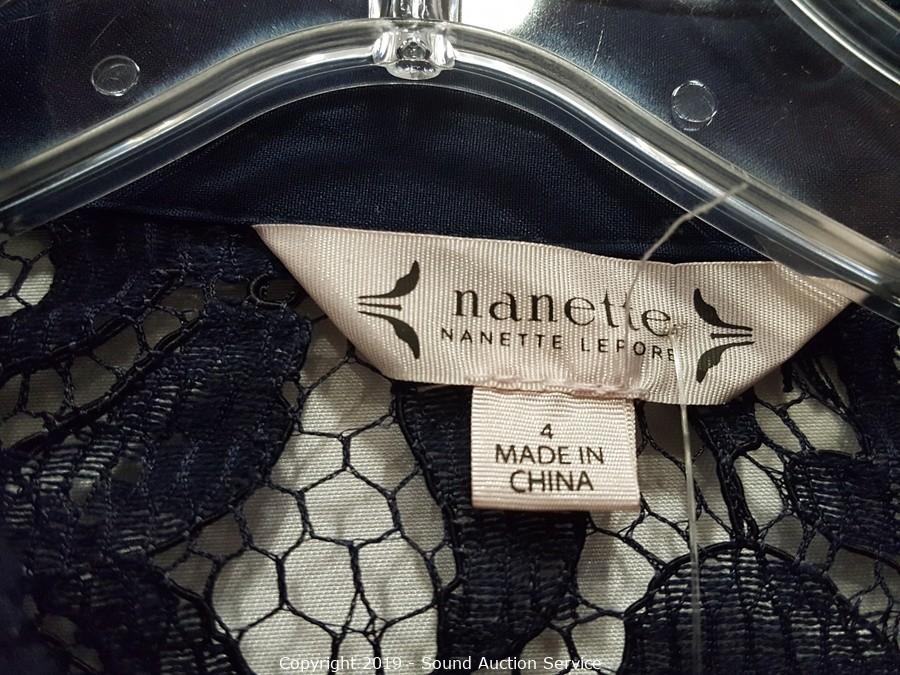 nanette
NANETTE LEPORE
4
MADE IN
CHINA
Copyright 2019 - Sound Auction Service